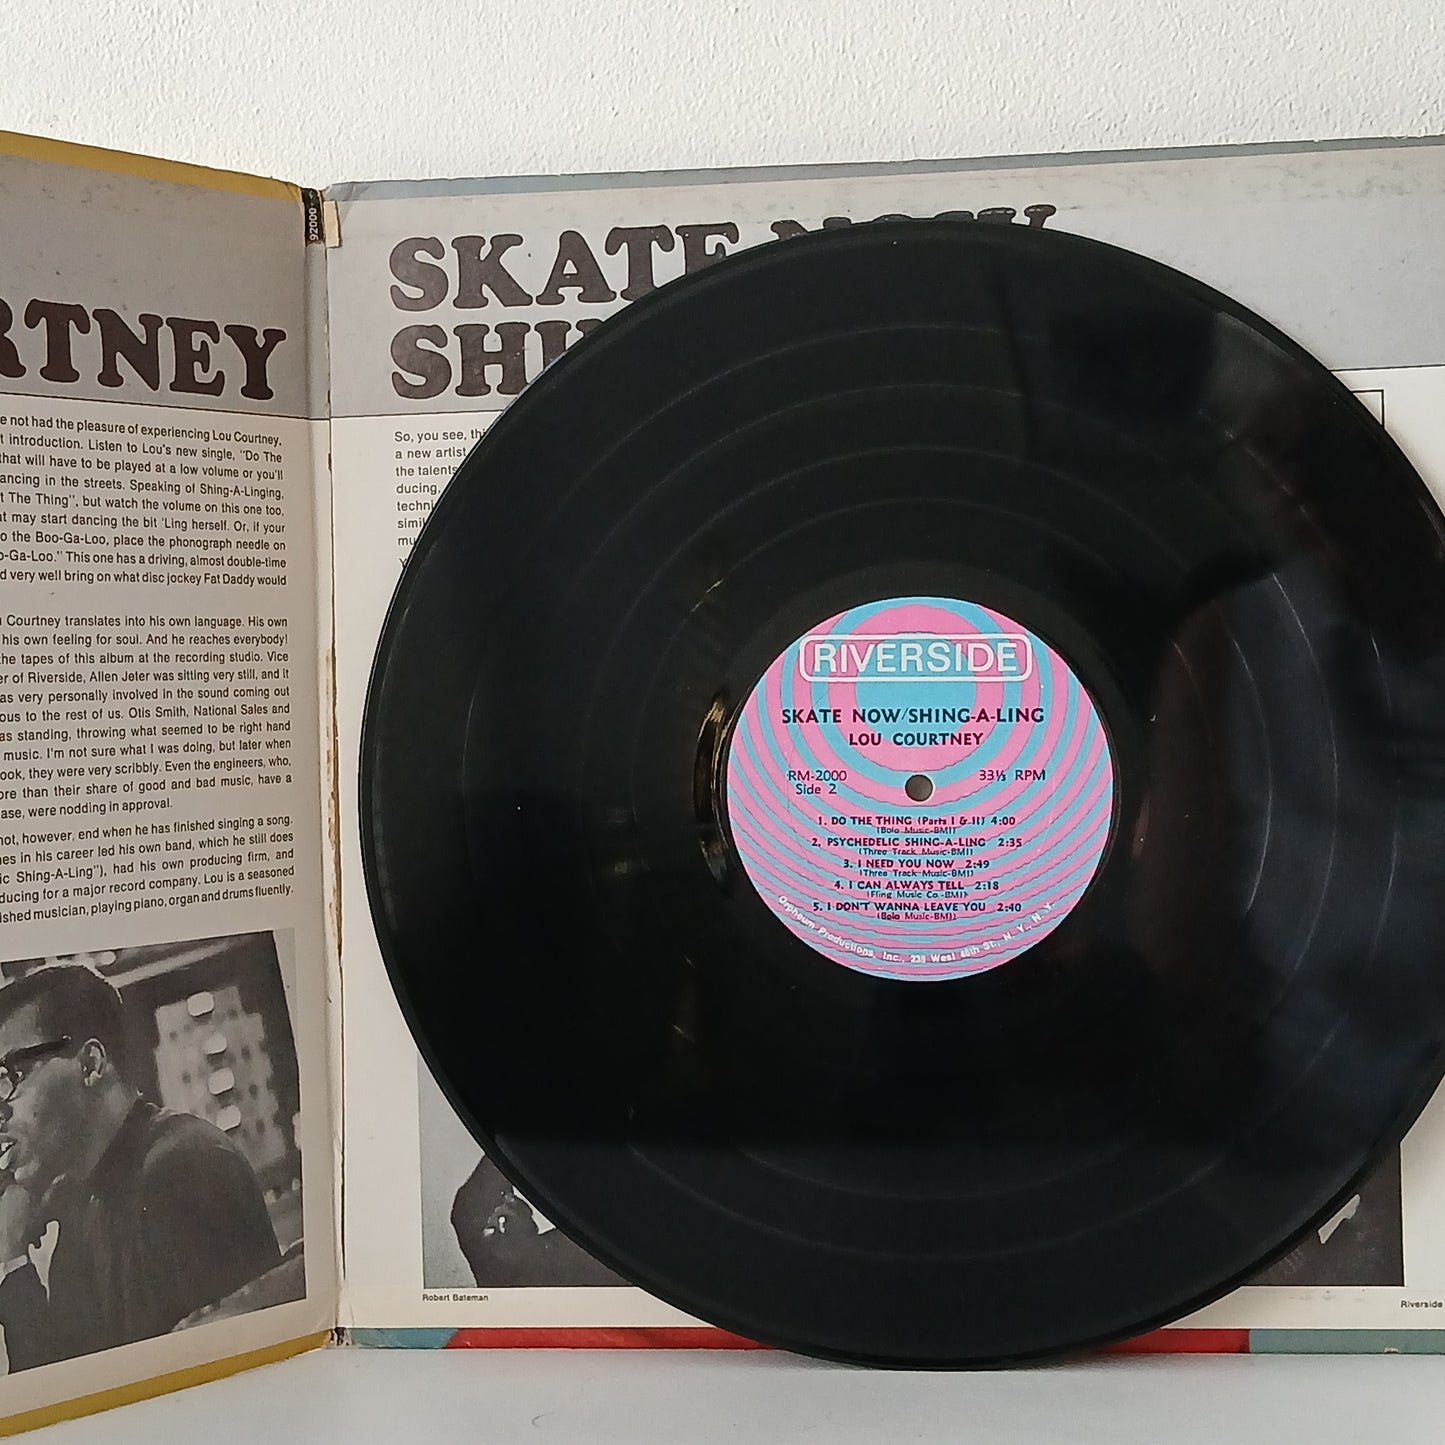 92000
RTNEY
e not had the pleasure of experiencing Lou Courtney,
t introduction. Listen to Lou's new single, "Do The
that will have to be played at a low volume or you'll
ancing in the streets. Speaking of Shing-A-Linging,
t The Thing", but watch the volume on this one too,
at may start dancing the bit 'Ling herself. Or, if your
o the Boo-Ga-Loo, place the phonograph needle on
o-Ga-Loo." This one has a driving, almost double-time
d very well bring on what disc jockey Fat Daddy would
Courtney translates into his own language. His own
his own feeling for soul. And he reaches everybody!
the tapes of this album at the recording studio. Vice
er of Riverside, Allen Jeter was sitting very still, and it
as very personally involved in the sound coming out
ous to the rest of us. Otis Smith, National Sales and
as standing, throwing what seemed to be right hand
music. I'm not sure what I was doing, but later when
ook, they were very scribbly. Even the engineers, who,
ore than their share of good and bad music, have a
ase, were nodding in approval.
not, however, end when he has finished singing a song.
nes in his career led his own band, which he still does
ic Shing-A-Ling"), had his own producing firm, and
ducing for a major record company. Lou is a seasoned
ished musician, playing piano, organ and drums fluently.
SKATE NOW
SHI
So, you see, thi
a new artist
the talents
ducing,
techni
simil
mu
RIVERSIDE
SKATE NOW/SHING-A-LING
LOU COURTNEY
RM-2000 33⅓ RPM
Side 2
1. DO THE THING (Parts I & II) 4:00
(Bolo Music-BMI)
2. PSYCHEDELIC SHING-A-LING 2:35
(Three Track Music-BMI)
3. I NEED YOU NOW 2:49
(Three Track Music-BMI)
4. I CAN ALWAYS TELL 2:18
(Fling Music Co.-BMI)
5. I DON'T WANNA LEAVE YOU 2:40
(Bolo Music-BMI)
Orpheum Productions, Inc., 235 West 46th St., N. Y., N. Y.
Robert Bateman
Riverside